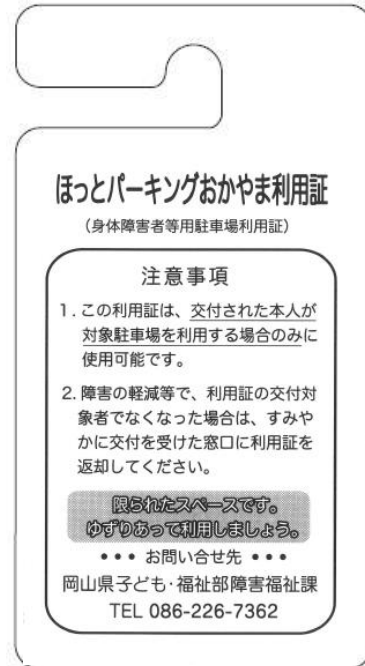 ほっとパーキングおかやま利用証
（身体障害者等用駐車場利用証）
注意事項
1. この利用証は、交付された本人が
対象駐車場を利用する場合のみに
使用可能です。
2. 障害の軽減等で、利用証の交付対
象者でなくなった場合は、すみや
かに交付を受けた窓口に利用証を
返却してください。
限られたスペースです。
ゆずりあって利用しましょう。
••• お問い合せ先 •••
岡山県子ども・福祉部障害福祉課
TEL 086-226-7362